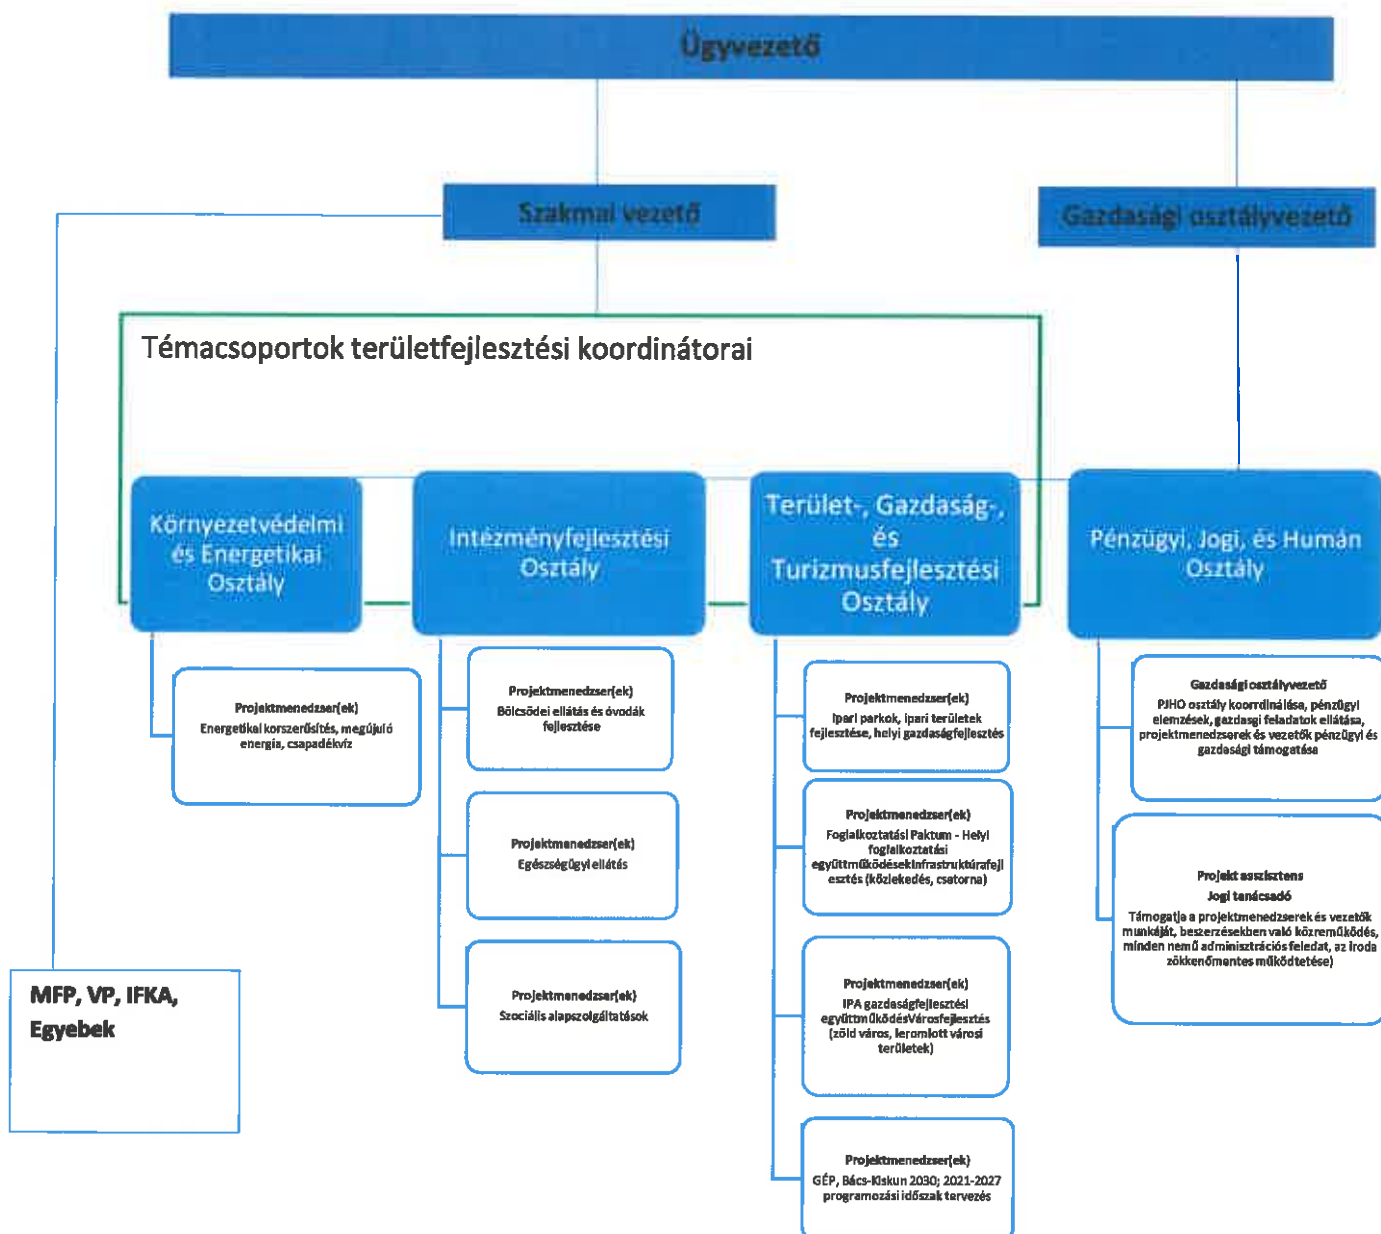 Ügyvezető
Szakmai vezető
Gazdasági osztályvezető
Témacsoportok területfejlesztési koordinátorai
Környezetvédelmi
és Energetikai
Osztály
Intézményfejlesztési
Osztály
Terület-, Gazdaság-,
és
Turizmusfejlesztési
Osztály
Pénzügyi, Jogi, és Humán
Osztály
Projektmenedzser(ek)
Energetikai korszerűsítés, megújuló
energia, csapadékvíz
Projektmenedzser(ek)
Bölcsődei ellátás és óvodák
fejlesztése
Projektmenedzser(ek)
Egészségügyi ellátás
Projektmenedzser(ek)
Szociális alapszolgáltatások
Projektmenedzser(ek)
Ipari parkok, ipari területek
fejlesztése, helyi gazdaságfejlesztés
Projektmenedzser(ek)
Foglalkoztatási Paktum - Helyi
foglalkoztatási
együttműködésekInfrastruktúrafejl
esztés (közlekedés, csatorna)
Projektmenedzser(ek)
IPA gazdaságfejlesztési
együttműködésVárosfejlesztés
(zöld város, leromlott városi
területek)
Projektmenedzser(ek)
GÉP, Bács-Kiskun 2030; 2021-2027
programozási időszak tervezés
Gazdasági osztályvezető
PJHO osztály koorrdinálása, pénzügyi
elemzések, gazdasgi feladatok ellátása,
projektmenedzserek és vezetők pénzügyi és
gazdasági támogatása
Projekt asszisztens
Jogi tanácsadó
Támogatja a projektmenedzserek és vezetők
munkáját, beszerzésekben való közreműködés,
minden nemű adminisztrációs feledat, az iroda
zökkenőmentes működtetése)
MFP, VP, IFKA,
Egyebek